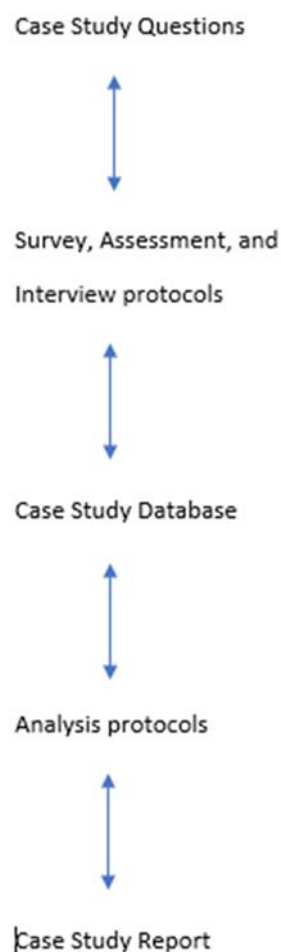 Case Study Questions
Survey, Assessment, and
Interview protocols
Case Study Database
Analysis protocols
Case Study Report